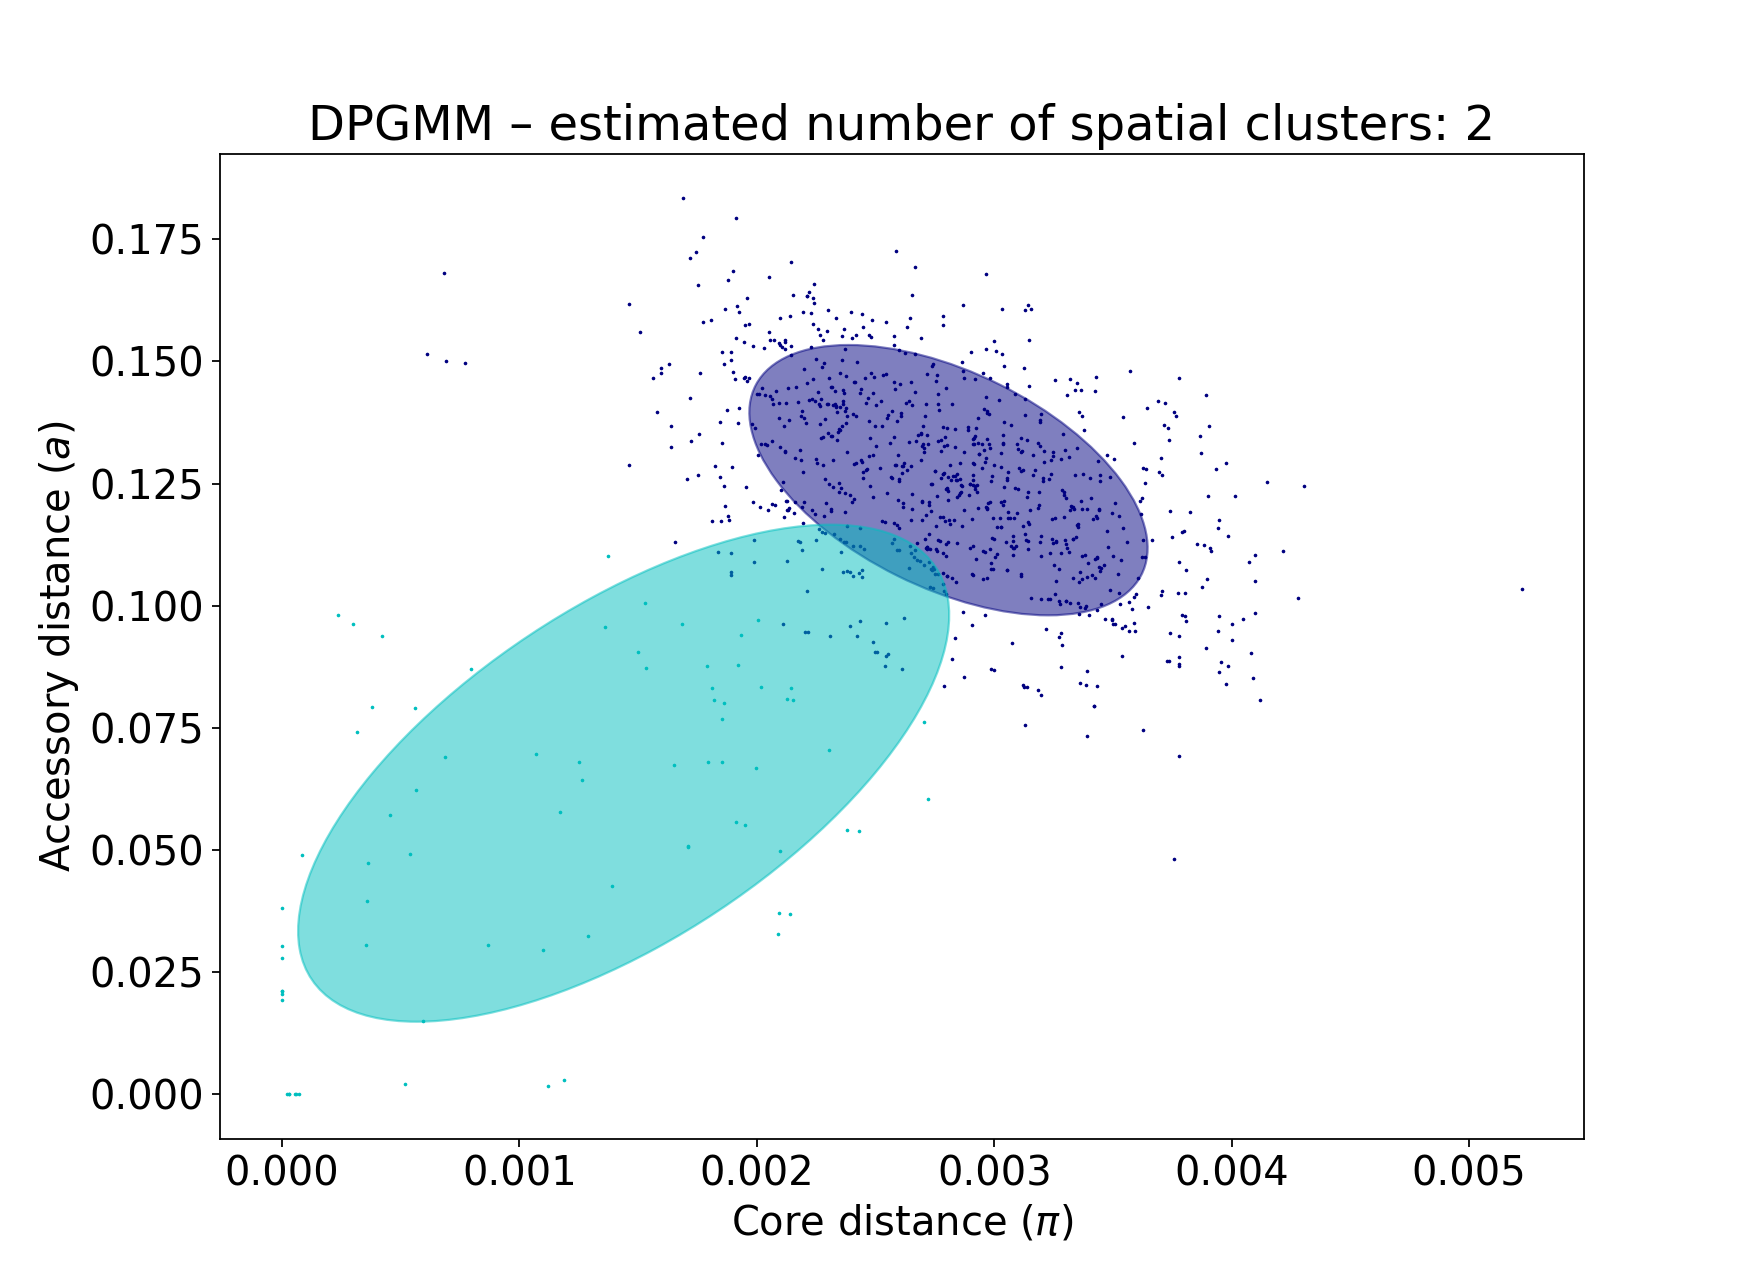 DPGMM – estimated number of spatial clusters: 2
0.175
0.150
0.125
0.100
0.075
0.050
0.025
0.000
Accessory distance (a)
0.000 0.001 0.002 0.003 0.004 0.005
Core distance (π)